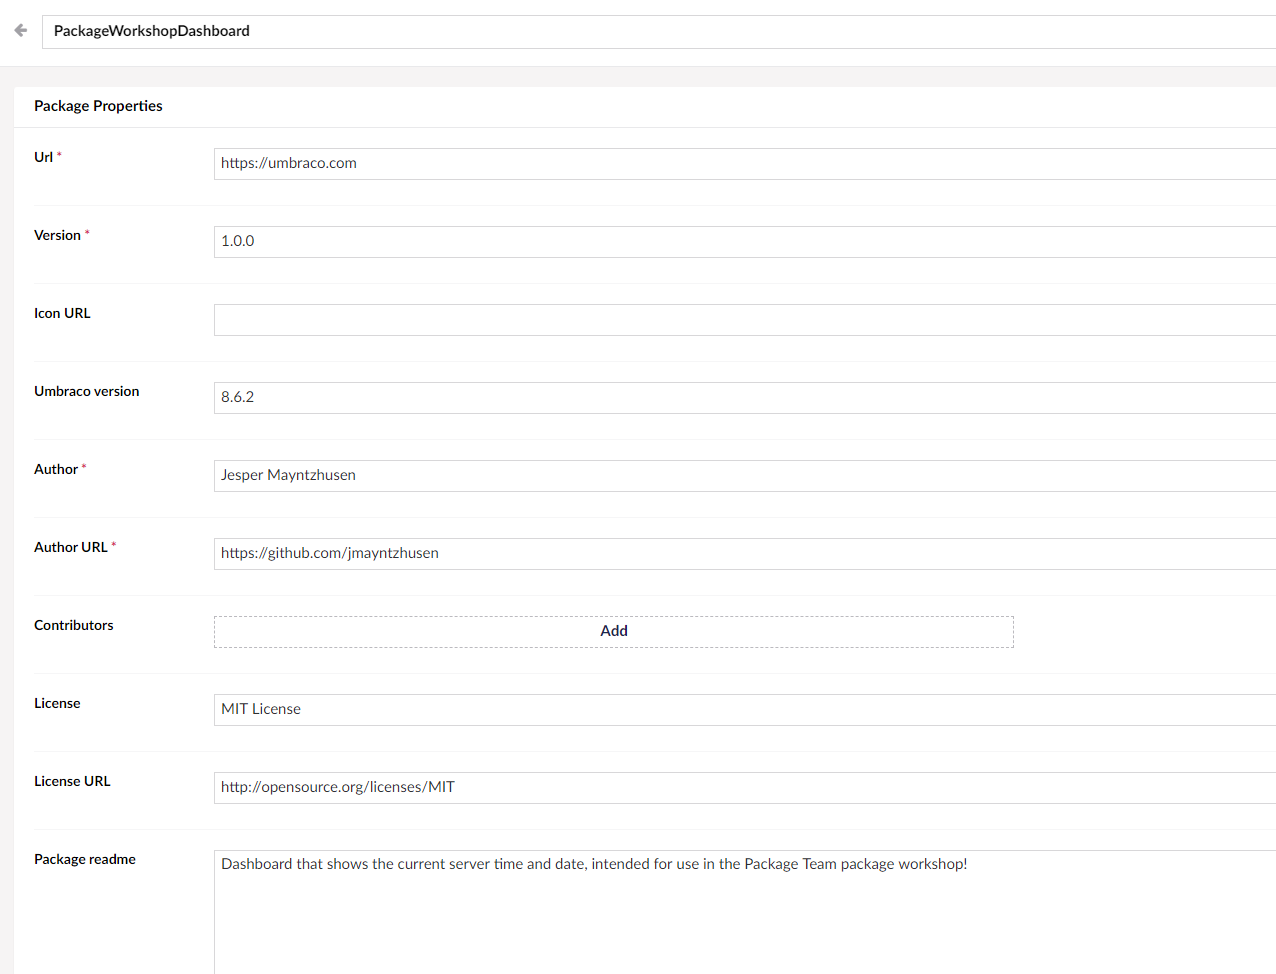 PackageWorkshopDashboard
Package Properties
Url *
https://umbraco.com
Version *
1.0.0
Icon URL
Umbraco version
8.6.2
Author *
Jesper Mayntzhusen
Author URL *
https://github.com/jmayntzhusen
Contributors
Add
License
MIT License
License URL
http://opensource.org/licenses/MIT
Package readme
Dashboard that shows the current server time and date, intended for use in the Package Team package workshop!